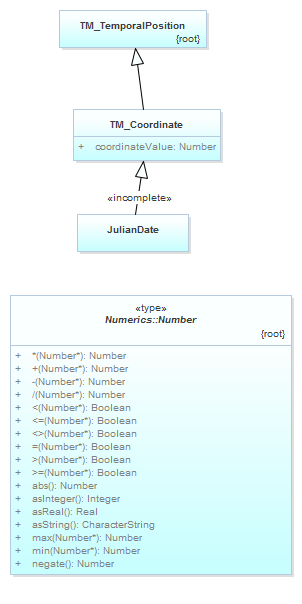 TM_TemporalPosition
{root}
TM_Coordinate
+ coordinateValue: Number
«incomplete»
JulianDate
«type»
Numerics::Number
{root}
+ *(Number*): Number
+ +(Number*): Number
+ -(Number*): Number
+ /(Number*): Number
+ <(Number*): Boolean
+ <=(Number*): Boolean
+ <>(Number*): Boolean
+ =(Number*): Boolean
+ >(Number*): Boolean
+ >=(Number*): Boolean
+ abs(): Number
+ asInteger(): Integer
+ asReal(): Real
+ asString(): CharacterString
+ max(Number*): Number
+ min(Number*): Number
+ negate(): Number